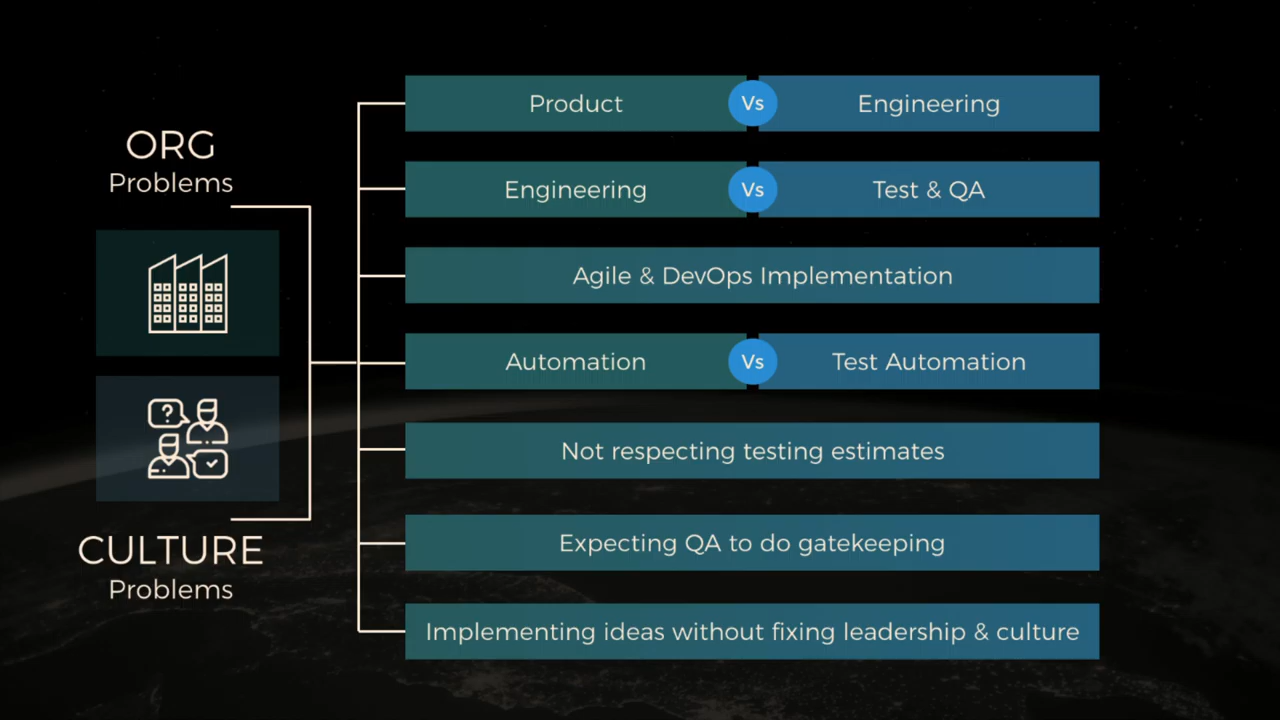 ORG
Problems
CULTURE
Problems
Product Vs Engineering
Engineering Vs Test & QA
Agile & DevOps Implementation
Automation Vs Test Automation
Not respecting testing estimates
Expecting QA to do gatekeeping
Implementing ideas without fixing leadership & culture